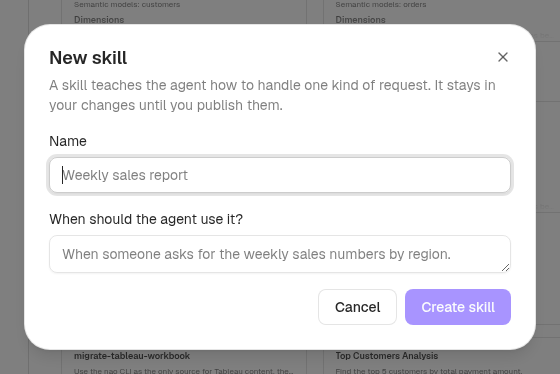 Semantic models: customers
Semantic models: orders
Dimensions
Dimensions
New skill
A skill teaches the agent how to handle one kind of request. It stays in
your changes until you publish them.
Name
Weekly sales report
When should the agent use it?
When someone asks for the weekly sales numbers by region.
Cancel
Create skill
migrate-tableau-workbook
Top Customers Analysis
Use the nao CLI as the only source for Tableau content, the...
Find the top 5 customers by total payment amount.